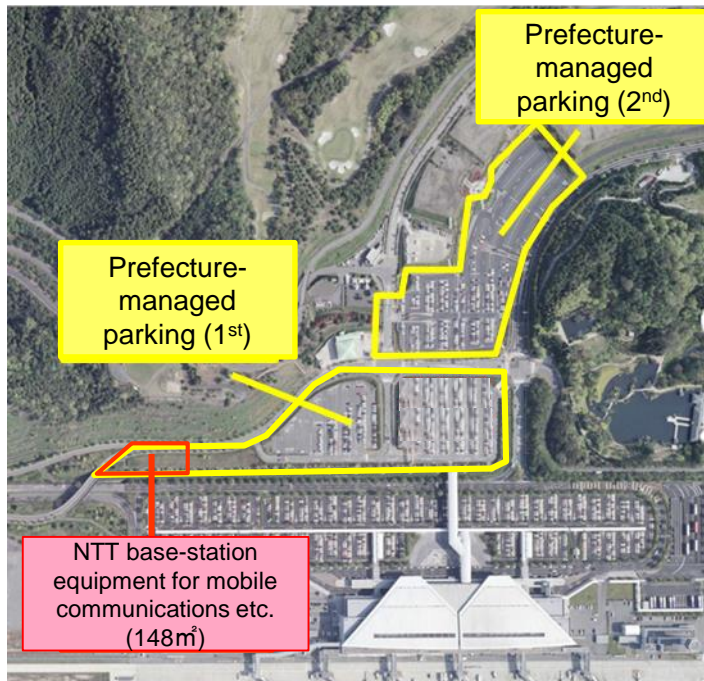 Prefecture-
managed
parking (2nd)
Prefecture-
managed
parking (1st)
NTT base-station
equipment for mobile
communications etc.
(148㎡)